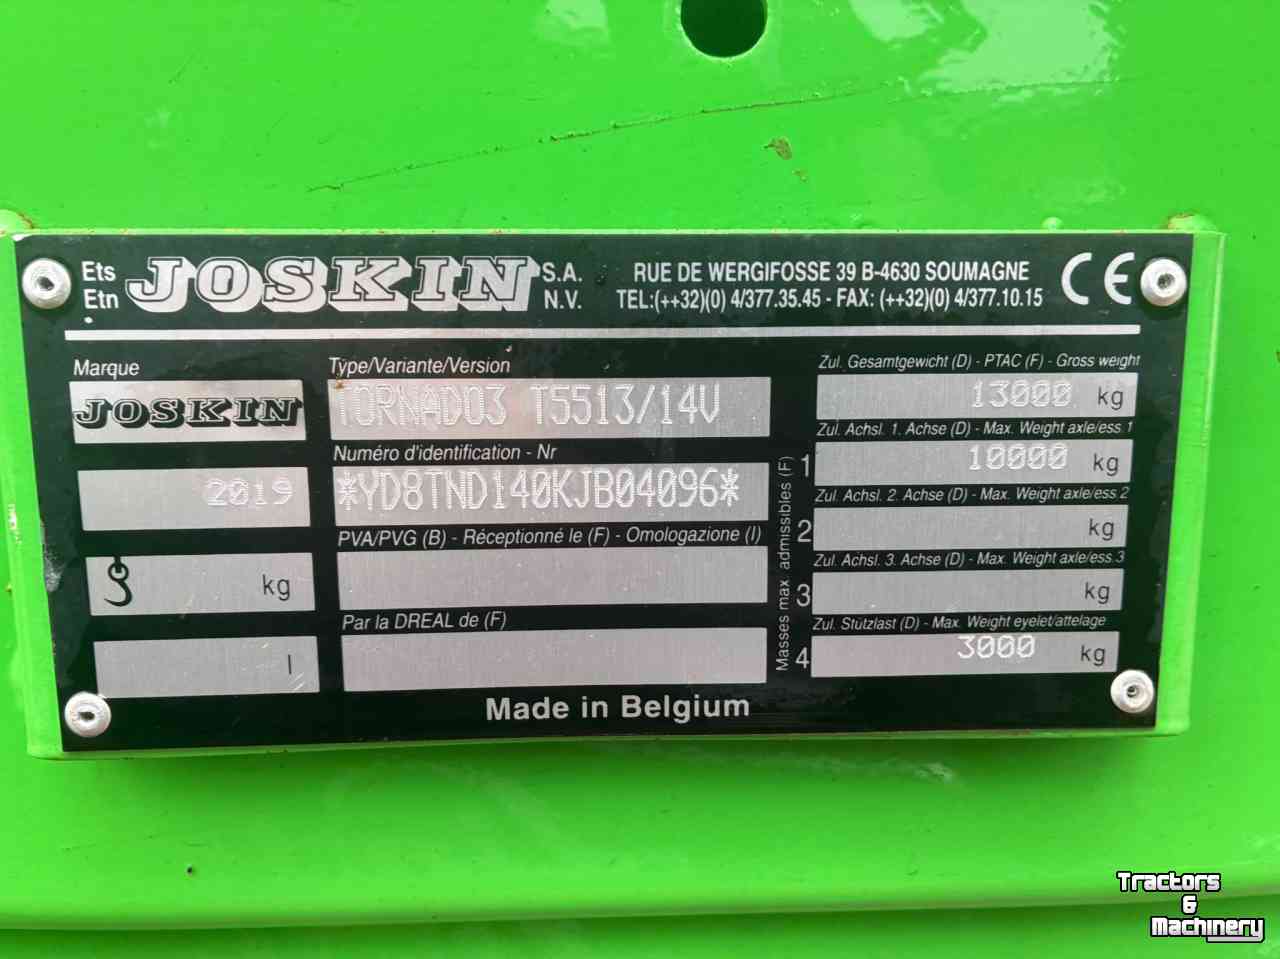 Ets
Etn
JOSKIN S.A.
N.V.
RUE DE WERGIFOSSE 39 B-4630 SOUMAGNE
TEL:(++32)(0) 4/377.35.45 - FAX: (++32)(0) 4/377.10.15
CE
Marque
JOSKIN
2019
kg
l
Type/Variante/Version
TORNADO3 T5513/14V
Numéro d'identification - Nr
*YD8TND140KJB04096*
PVA/PVG (B) - Réceptionné le (F) - Omologazione (I)
Par la DREAL de (F)
Masses max. admissibles (F)
Zul. Gesamtgewicht (D) - PTAC (F) - Gross weight
13000 kg
Zul. Achsl. 1. Achse (D) - Max. Weight axle/ess.1
1 10000 kg
Zul. Achsl. 2. Achse (D) - Max. Weight axle/ess.2
2 kg
Zul. Achsl. 3. Achse (D) - Max. Weight axle/ess.3
3 kg
Zul. Stützlast (D) - Max. Weight eyelet/attelage
4 3000 kg
Made in Belgium
Tractors
&
Machinery